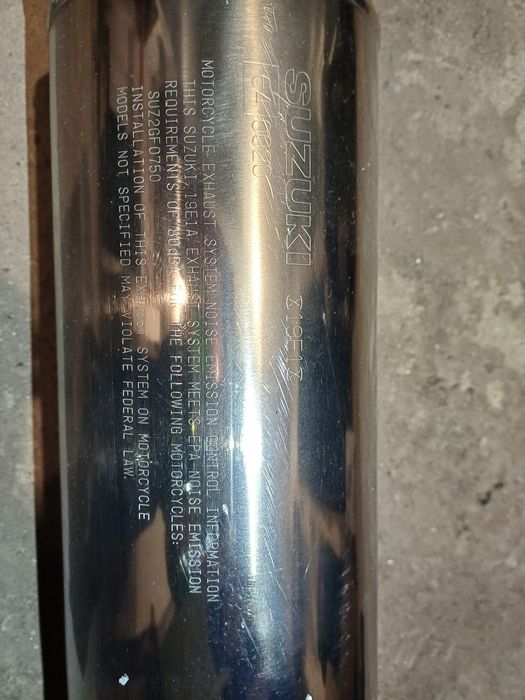 SUZUKI X19E1X
MOTORCYCLE EXHAUST SYSTEM NOISE EMISSION CONTROL INFORMATION
THIS SUZUKI 19E1A EXHAUST SYSTEM MEETS EPA NOISE EMISSION
REQUIREMENTS OF 80dB FOR THE FOLLOWING MOTORCYCLES:
SUZ2GF0750
INSTALLATION OF THIS EXHAUST SYSTEM ON MOTORCYCLE
MODELS NOT SPECIFIED MAY VIOLATE FEDERAL LAW.